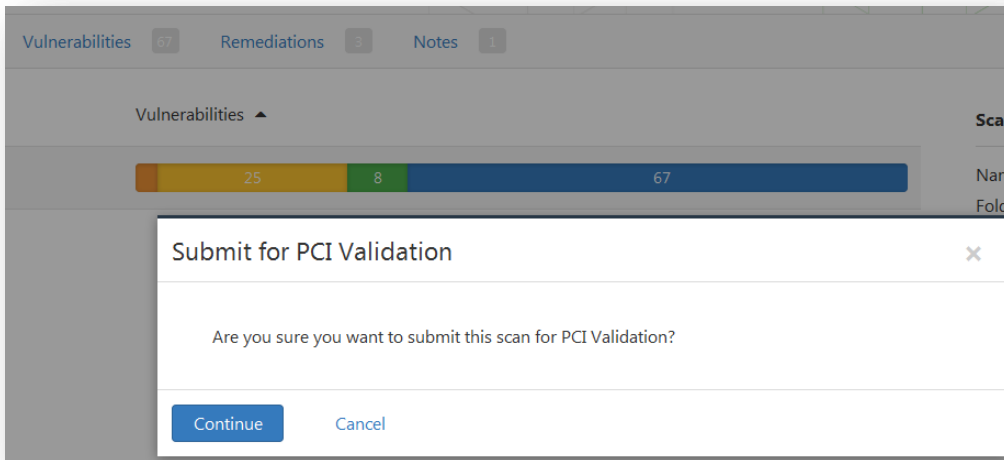 Vulnerabilities 67 Remediations 3 Notes 1
Vulnerabilities
Sca
25 8 67
Nar
Folc
Submit for PCI Validation ×
Are you sure you want to submit this scan for PCI Validation?
Continue Cancel